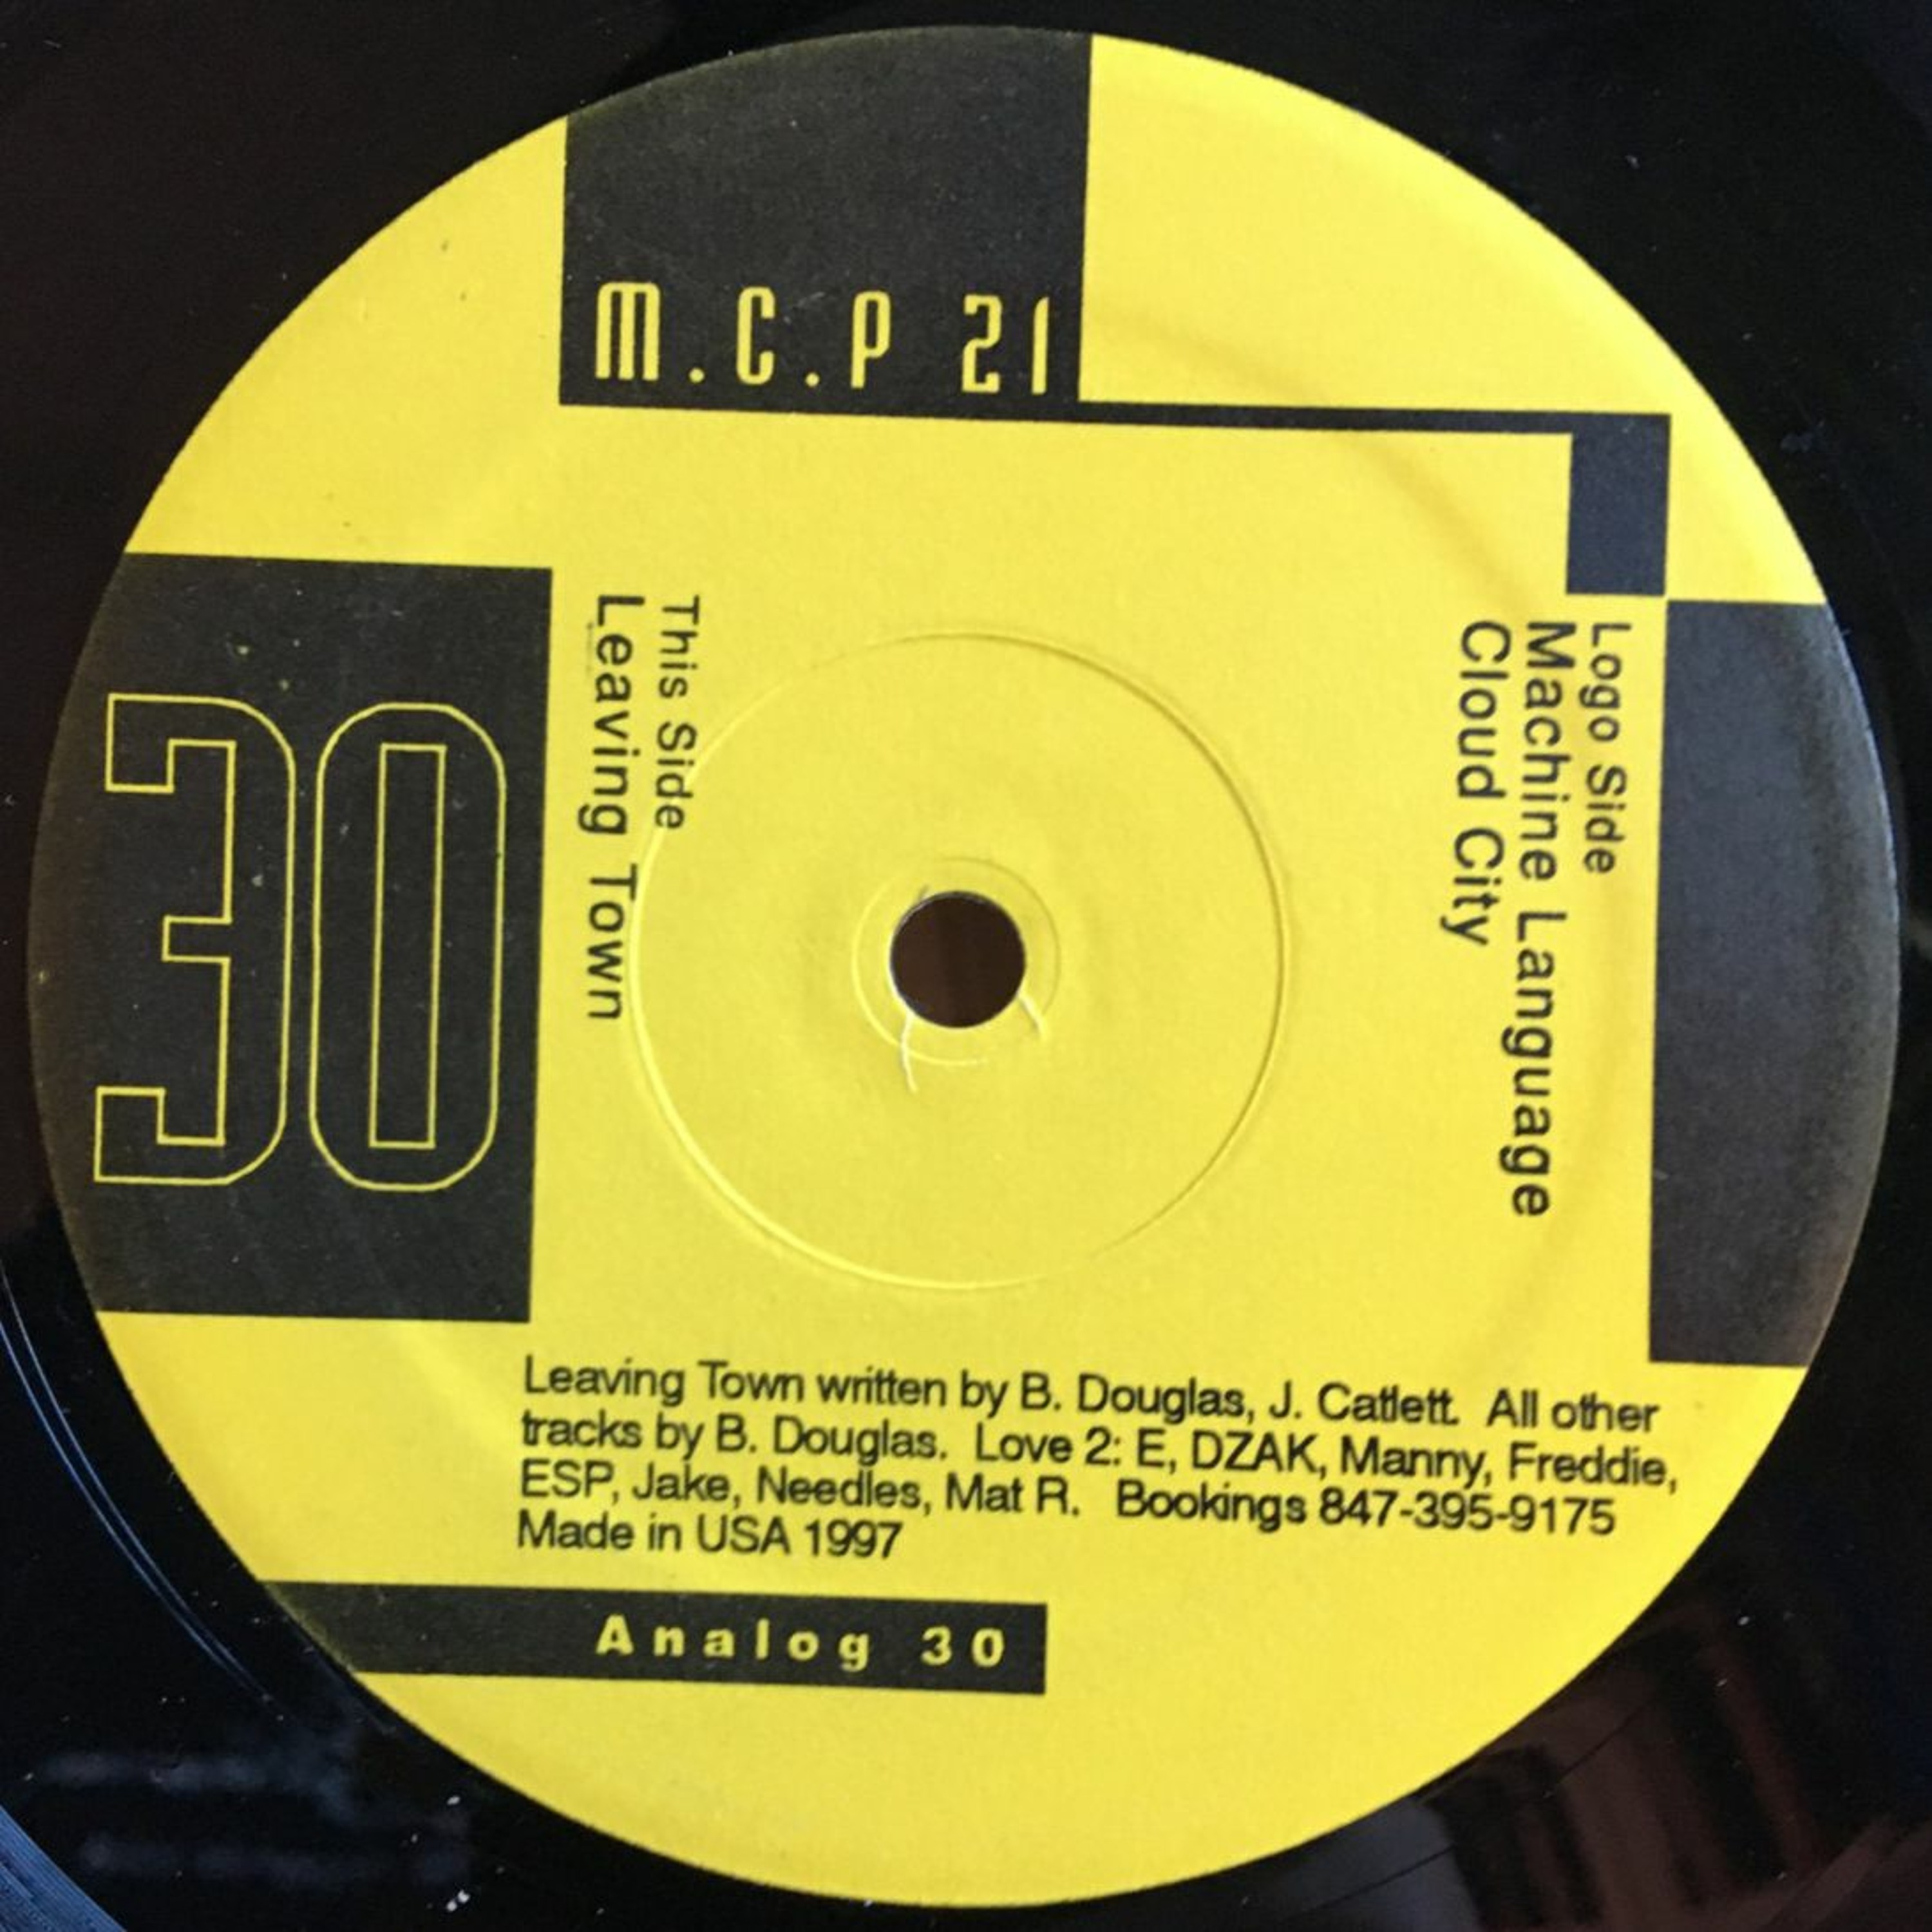 M.C.P 21
30
This Side
Leaving Town
Logo Side
Machine Language
Cloud City
Leaving Town written by B. Douglas, J. Catlett. All other
tracks by B. Douglas. Love 2: E, DZAK, Manny, Freddie,
ESP, Jake, Needles, Mat R. Bookings 847-395-9175
Made in USA 1997
Analog 30